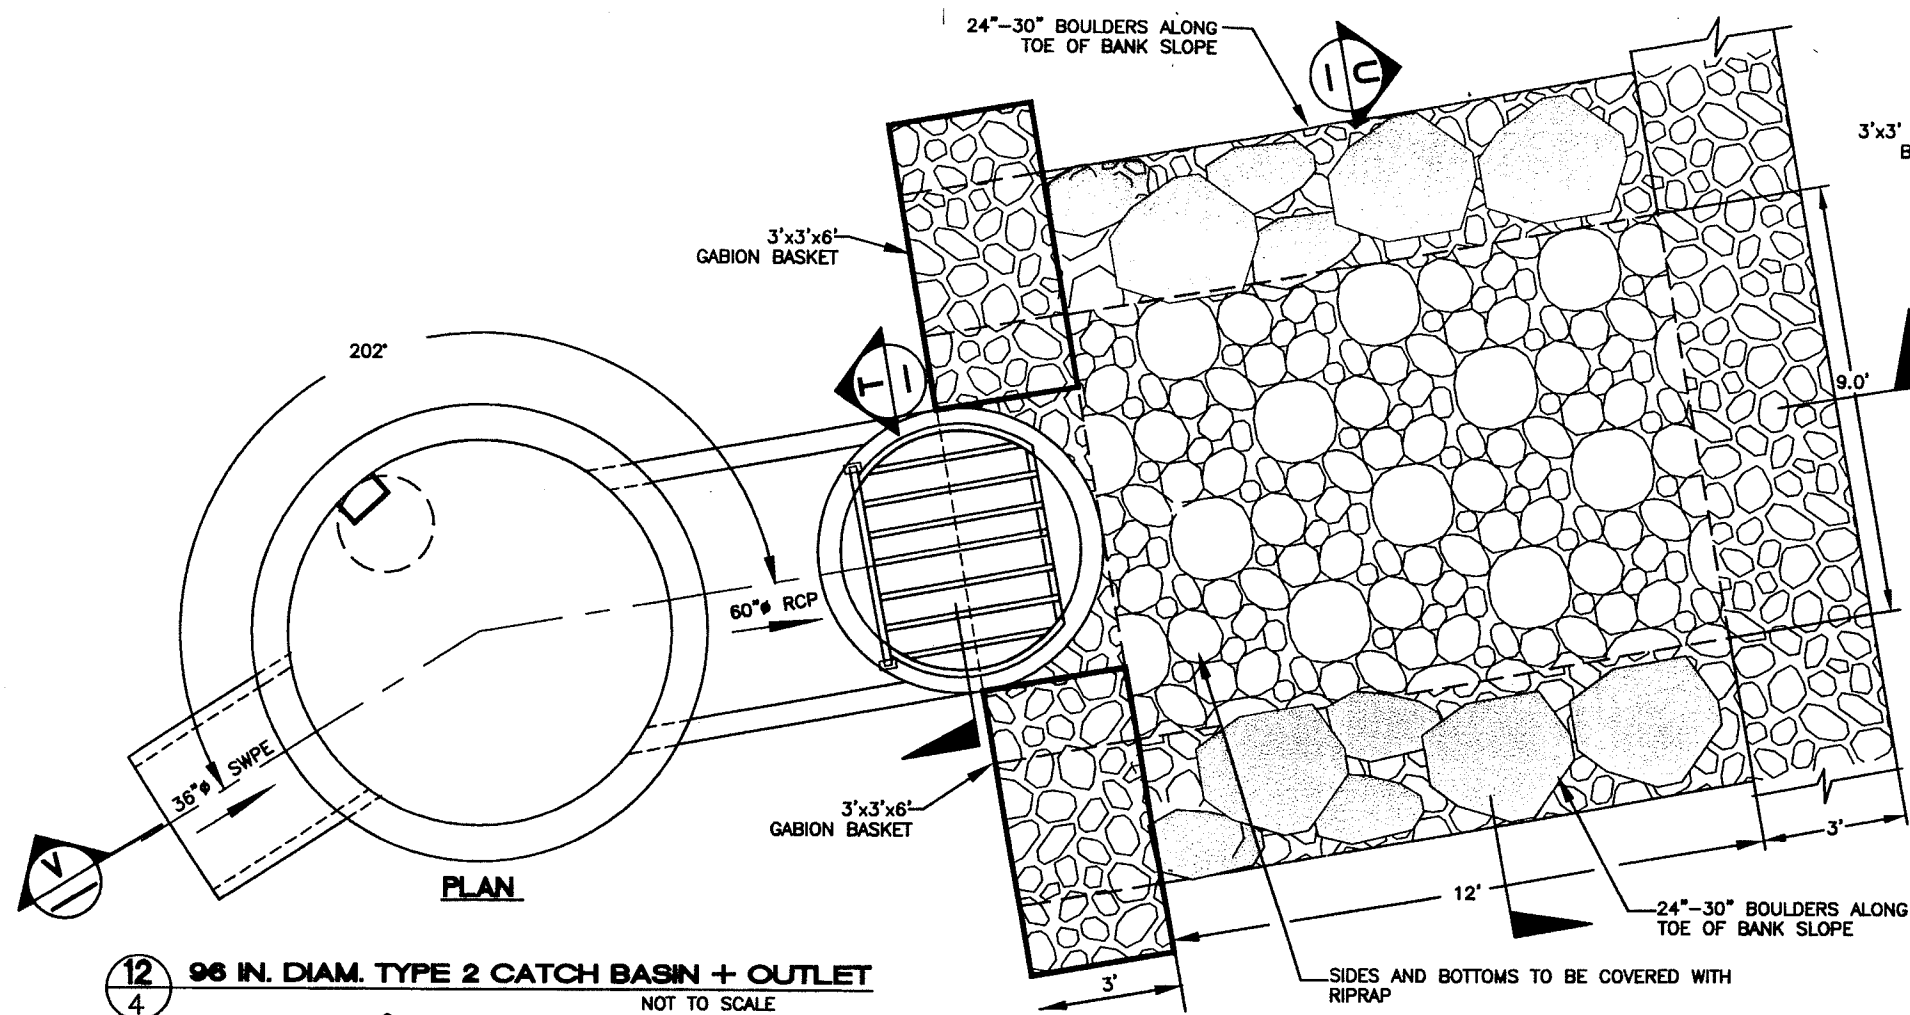 24"-30" BOULDERS ALONG
TOE OF BANK SLOPE
U
3'x3'
B
3'x3'x6'
GABION BASKET
202°
T
9.0'
60"ø RCP
36"ø SWPE
3'x3'x6'
GABION BASKET
V
PLAN
3'
12'
24"-30" BOULDERS ALONG
TOE OF BANK SLOPE
12
4
96 IN. DIAM. TYPE 2 CATCH BASIN + OUTLET
NOT TO SCALE
3'
SIDES AND BOTTOMS TO BE COVERED WITH
RIPRAP